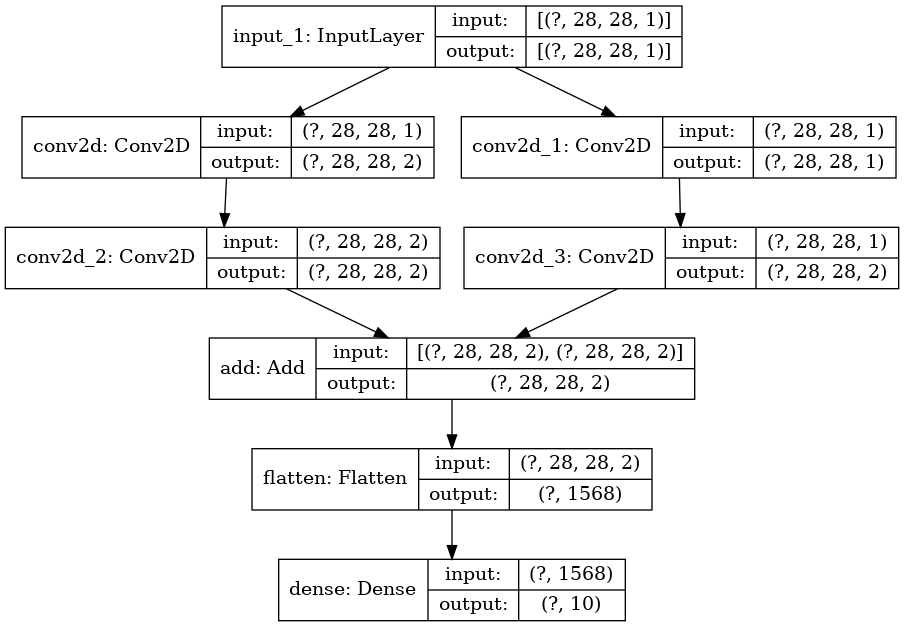 input_1: InputLayer
input: [(?, 28, 28, 1)]
output: [(?, 28, 28, 1)]
conv2d: Conv2D
input: (?, 28, 28, 1)
output: (?, 28, 28, 2)
conv2d_1: Conv2D
input: (?, 28, 28, 1)
output: (?, 28, 28, 1)
conv2d_2: Conv2D
input: (?, 28, 28, 2)
output: (?, 28, 28, 2)
conv2d_3: Conv2D
input: (?, 28, 28, 1)
output: (?, 28, 28, 2)
add: Add
input: [(?, 28, 28, 2), (?, 28, 28, 2)]
output: (?, 28, 28, 2)
flatten: Flatten
input: (?, 28, 28, 2)
output: (?, 1568)
dense: Dense
input: (?, 1568)
output: (?, 10)